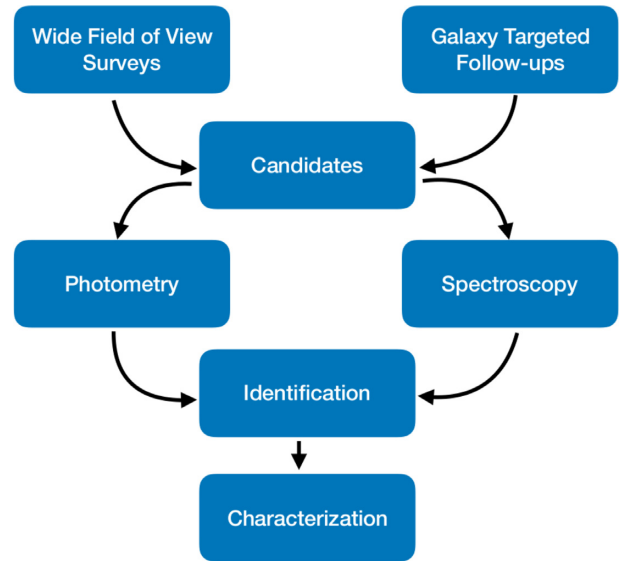 Wide Field of View
Surveys
Galaxy Targeted
Follow-ups
Candidates
Photometry
Spectroscopy
Identification
Characterization